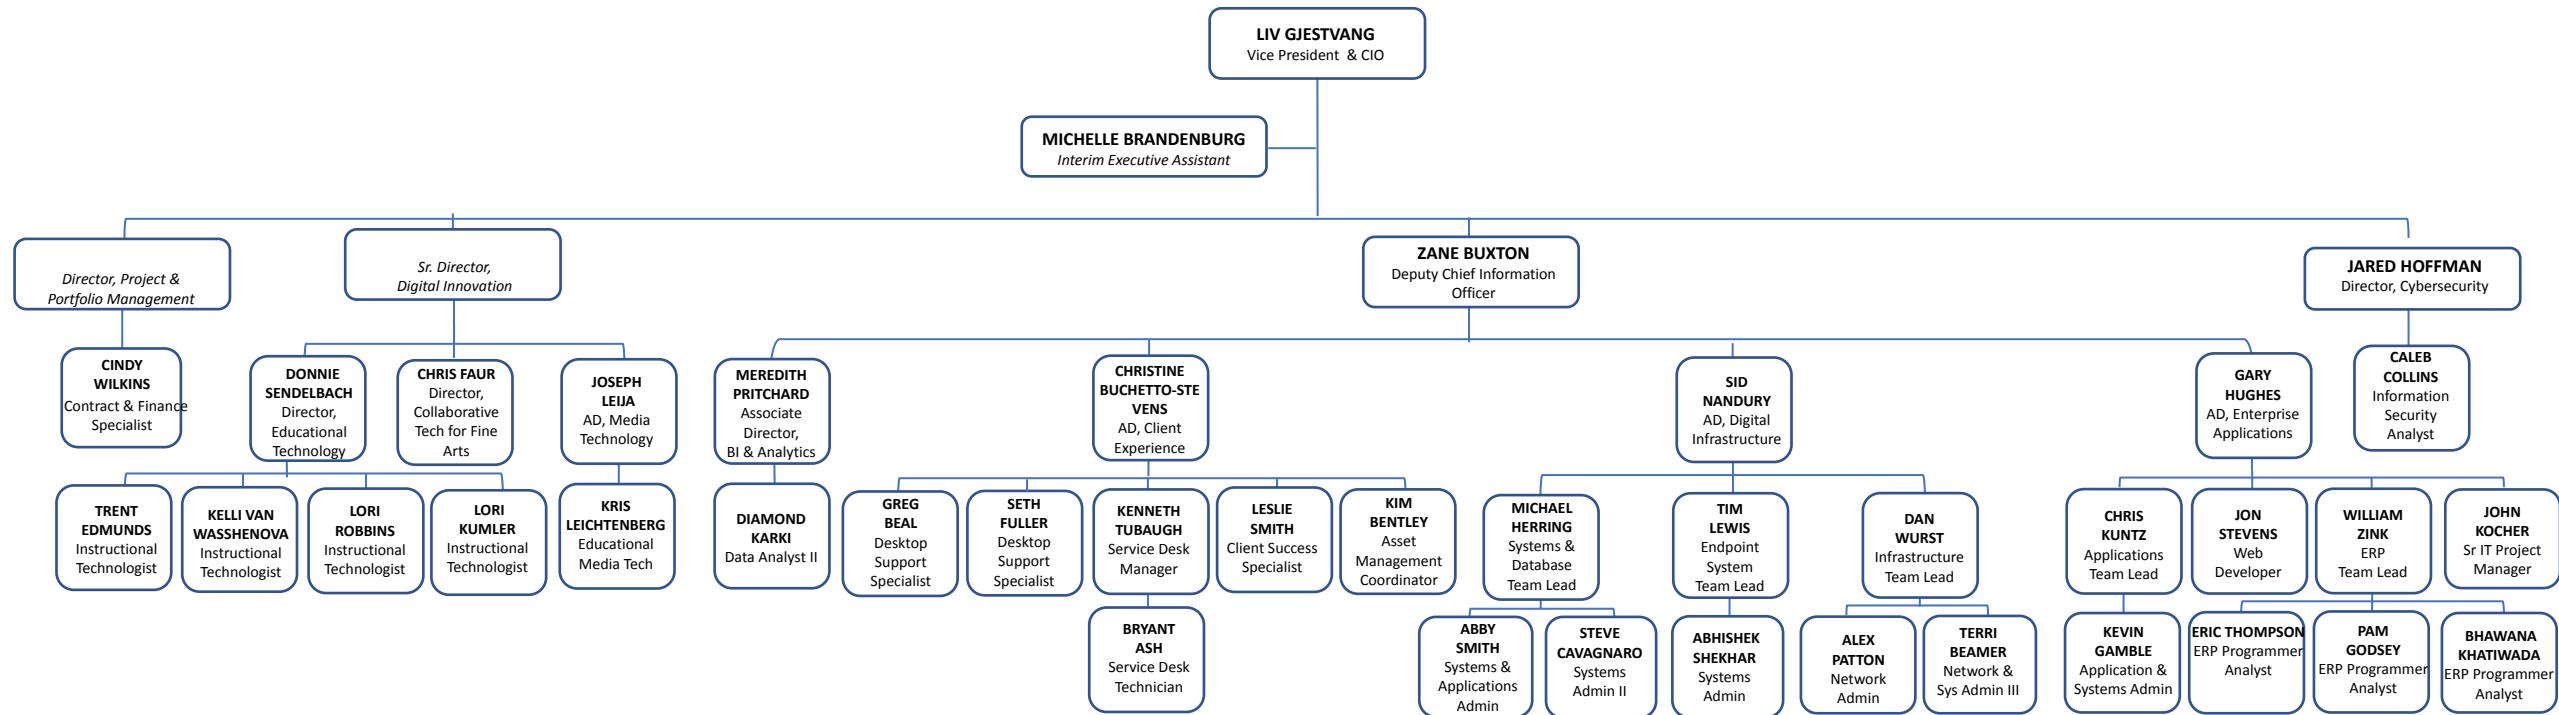 LIV GJESTVANG
Vice President & CIO
MICHELLE BRANDENBURG
Interim Executive Assistant
Director, Project &
Portfolio Management
Sr. Director,
Digital Innovation
ZANE BUXTON
Deputy Chief Information
Officer
JARED HOFFMAN
Director, Cybersecurity
CINDY
WILKINS
Contract & Finance
Specialist
DONNIE
SENDELBACH
Director,
Educational
Technology
CHRIS FAUR
Director,
Collaborative
Tech for Fine
Arts
JOSEPH
LEIJA
AD, Media
Technology
MEREDITH
PRITCHARD
Associate
Director,
BI & Analytics
CHRISTINE
BUCHETTO-STE
VENS
AD, Client
Experience
SID
NANDURY
AD, Digital
Infrastructure
GARY
HUGHES
AD, Enterprise
Applications
CALEB
COLLINS
Information
Security
Analyst
TRENT
EDMUNDS
Instructional
Technologist
KELLI VAN
WASSHENOVA
Instructional
Technologist
LORI
ROBBINS
Instructional
Technologist
LORI
KUMLER
Instructional
Technologist
KRIS
LEICHTENBERG
Educational
Media Tech
DIAMOND
KARKI
Data Analyst II
GREG
BEAL
Desktop
Support
Specialist
SETH
FULLER
Desktop
Support
Specialist
KENNETH
TUBAUGH
Service Desk
Manager
LESLIE
SMITH
Client Success
Specialist
KIM
BENTLEY
Asset
Management
Coordinator
MICHAEL
HERRING
Systems &
Database
Team Lead
TIM
LEWIS
Endpoint
System
Team Lead
DAN
WURST
Infrastructure
Team Lead
CHRIS
KUNTZ
Applications
Team Lead
JON
STEVENS
Web
Developer
WILLIAM
ZINK
ERP
Team Lead
JOHN
KOCHER
Sr IT Project
Manager
BRYANT
ASH
Service Desk
Technician
ABBY
SMITH
Systems &
Applications
Admin
STEVE
CAVAGNARO
Systems
Admin II
ABHISHEK
SHEKHAR
Systems
Admin
ALEX
PATTON
Network
Admin
TERRI
BEAMER
Network &
Sys Admin III
KEVIN
GAMBLE
Application &
Systems Admin
ERIC THOMPSON
ERP Programmer
Analyst
PAM
GODSEY
ERP Programmer
Analyst
BHAWANA
KHATIWADA
ERP Programmer
Analyst